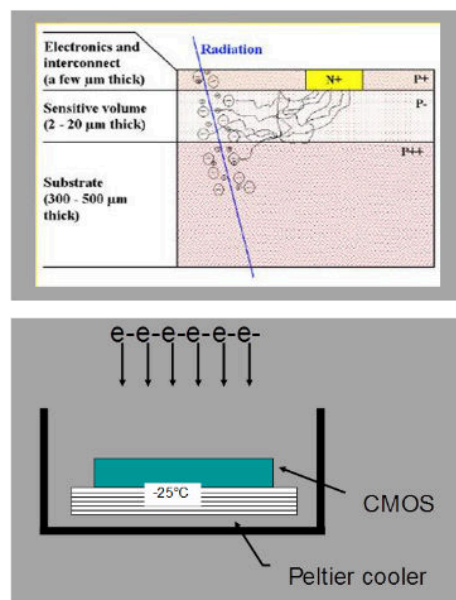 Electronics and
interconnect
(a few µm thick)
Radiation
N+
P+
Sensitive volume
(2 - 20 µm thick)
P-
P++
Substrate
(300 - 500 µm
thick)
e-e-e-e-e-e-
-25°C
CMOS
Peltier cooler